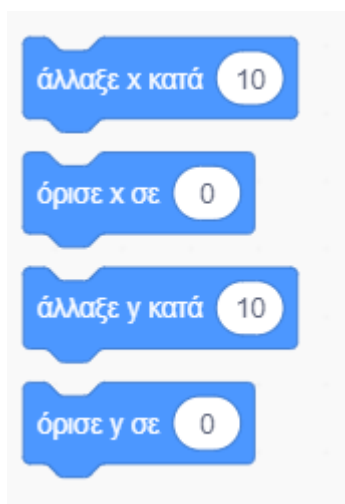 άλλαξε x κατά 10
όρισε x σε 0
άλλαξε y κατά 10
όρισε y σε 0